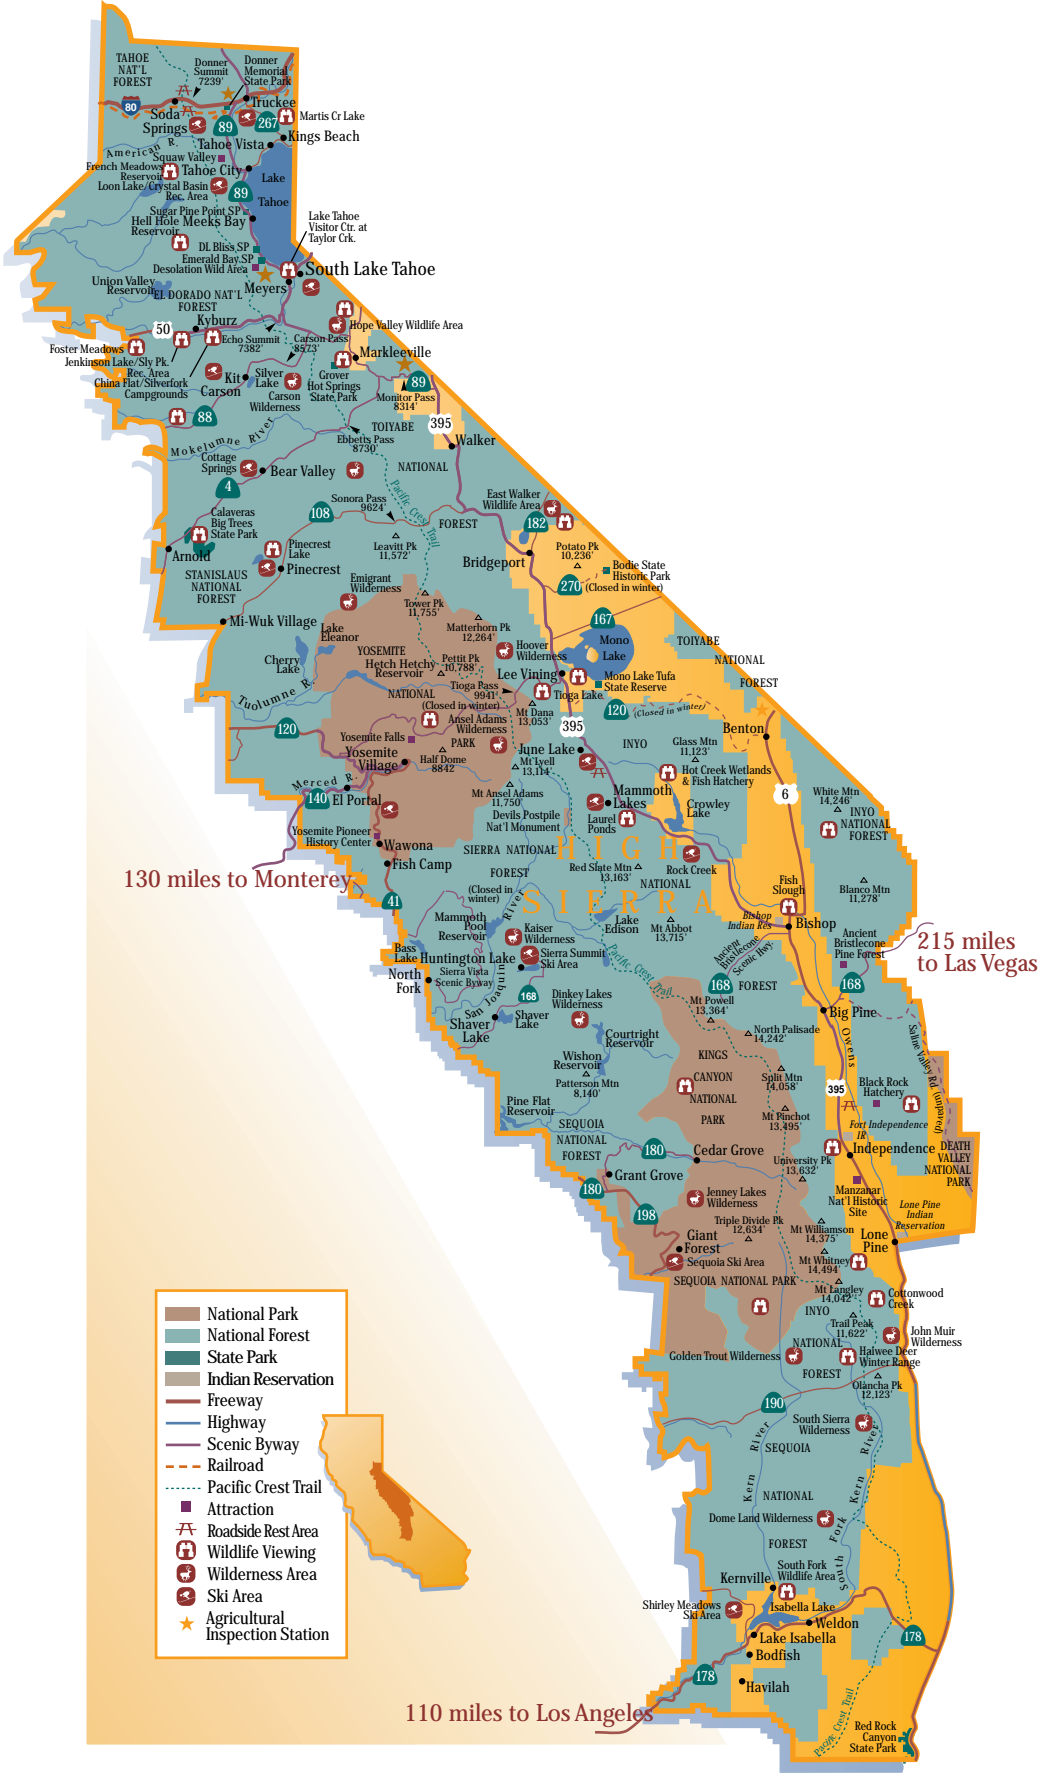 TAHOE
NAT'L
FOREST
Donner
Summit
7239'
Donner
Memorial
State Park
80
Soda
Springs
Truckee
89
267
Martis Cr Lake
Kings Beach
Tahoe Vista
American R.
Squaw Valley
French Meadows
Reservoir
Tahoe City
Lake
Tahoe
Loon Lake/Crystal Basin
Rec. Area
89
Sugar Pine Point SP
Hell Hole
Reservoir
Meeks Bay
Lake Tahoe
Visitor Ctr. at
Taylor Crk.
DL Bliss SP
Emerald Bay SP
Desolation Wild Area
South Lake Tahoe
Union Valley
Reservoir
Meyers
EL DORADO NAT'L
FOREST
Kyburz
50
Hope Valley Wildlife Area
Echo Summit
7382'
Carson Pass
8573'
Foster Meadows
Jenkinson Lake/Sly Pk.
Rec. Area
Markleeville
China Flat/Silverfork
Campgrounds
Kit
Carson
Silver
Lake
Carson
Wilderness
Grover
Hot Springs
State Park
89
Monitor Pass
8314'
88
395
Mokelumne River
TOIYABE
Ebbetts Pass
8730'
Walker
Cottage
Springs
Bear Valley
NATIONAL
4
Pacific Crest Trail
Sonora Pass
9624'
East Walker
Wildlife Area
108
Calaveras
Big Trees
State Park
FOREST
182
Leavitt Pk
11,572'
Potato Pk
10,236'
Arnold
Pinecrest
Lake
Pinecrest
Bridgeport
Bodie State
Historic Park
(Closed in winter)
270
STANISLAUS
NATIONAL
FOREST
Emigrant
Wilderness
Tower Pk
11,755'
167
Mi-Wuk Village
Lake
Eleanor
Matterhorn Pk
12,264'
Mono
Lake
TOIYABE
NATIONAL
FOREST
Cherry
Lake
YOSEMITE
Hetch Hetchy
Reservoir
Pettit Pk
10,788'
Hoover
Wilderness
Lee Vining
Mono Lake Tufa
State Reserve
Tuolumne R.
NATIONAL
Tioga Pass
9941'
(Closed in winter)
Tioga Lake
120
(Closed in winter)
Mt Dana
13,053'
120
Ansel Adams
Wilderness
395
Benton
Yosemite Falls
PARK
June Lake
INYO
Glass Mtn
11,123'
Yosemite
Village
Half Dome
8842
Mt Lyell
13,114'
Hot Creek Wetlands
& Fish Hatchery
Merced R.
140
El Portal
Mt Ansel Adams
11,750'
Mammoth
Lakes
6
White Mtn
14,246'
INYO
NATIONAL
FOREST
Crowley
Lake
Devils Postpile
Nat'l Monument
Laurel
Ponds
Yosemite Pioneer
History Center
Wawona
Fish Camp
SIERRA NATIONAL
FOREST
HIGH
SIERRA
Red Slate Mtn
13,163'
Rock Creek
NATIONAL
Fish
Slough
Blanco Mtn
11,278'
130 miles to Monterey
41
(Closed in
winter)
Mammoth
Pool
Reservoir
Lake
Edison
Mt Abbot
13,715'
Bishop
Indian Res
Bishop
Kaiser
Wilderness
Ancient
Bristlecone
Scenic Hwy.
Ancient
Bristlecone
Pine Forest
215 miles
to Las Vegas
Bass
Lake
Huntington Lake
Sierra Summit
Ski Area
North
Fork
Sierra Vista
Scenic Byway
San Joaquin River
Pacific Crest Trail
168
168
FOREST
168
Dinkey Lakes
Wilderness
Mt Powell
13,364'
Big Pine
Shaver
Lake
Shaver
Lake
Courtright
Reservoir
North Palisade
14,242'
Owens
Saline Valley Rd. (unpaved)
Wishon
Reservoir
KINGS
CANYON
NATIONAL
PARK
Patterson Mtn
8,140'
Split Mtn
14,058'
395
Black Rock
Hatchery
Pine Flat
Reservoir
Mt Pinchot
13,495'
Fort Independence
IR
SEQUOIA
NATIONAL
FOREST
180
Cedar Grove
University Pk
13,632'
Independence
DEATH
VALLEY
NATIONAL
PARK
Grant Grove
180
Manzanar
Nat'l Historic
Site
198
Jenney Lakes
Wilderness
Triple Divide Pk
12,634'
Mt Williamson
14,375'
Lone Pine
Indian
Reservation
Giant
Forest
Lone
Pine
Sequoia Ski Area
Mt Whitney
14,494'
SEQUOIA NATIONAL PARK
Mt Langley
14,042'
Cottonwood
Creek
INYO
Trail Peak
11,622'
John Muir
Wilderness
NATIONAL
Golden Trout Wilderness
Haiwee Deer
Winter Range
FOREST
Olancha Pk
12,123'
190
South Sierra
Wilderness
Kern River
SEQUOIA
South Fork Kern River
NATIONAL
Dome Land Wilderness
FOREST
South Fork
Wildlife Area
Kernville
Shirley Meadows
Ski Area
Isabella Lake
Weldon
178
Lake Isabella
Bodfish
178
Havilah
110 miles to Los Angeles
Pacific Crest Trail
Red Rock
Canyon
State Park
National Park
National Forest
State Park
Indian Reservation
Freeway
Highway
Scenic Byway
Railroad
Pacific Crest Trail
Attraction
Roadside Rest Area
Wildlife Viewing
Wilderness Area
Ski Area
Agricultural
Inspection Station